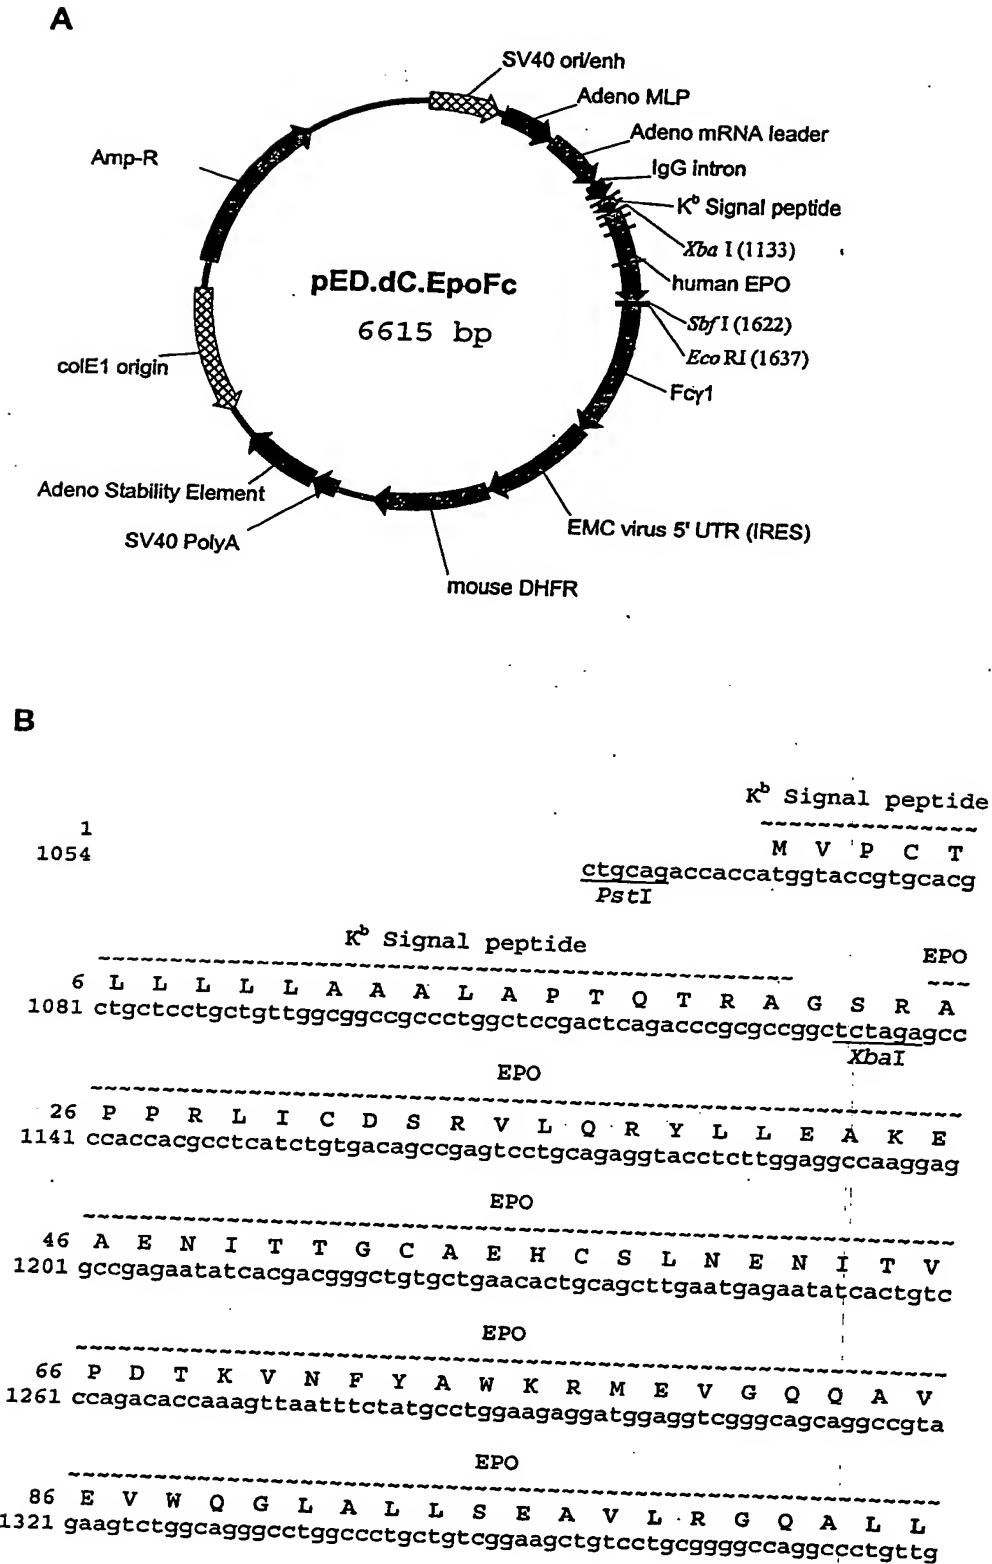 A
SV40 ori/enh
Adeno MLP
Adeno mRNA leader
IgG intron
Kᵇ Signal peptide
Xba I (1133)
human EPO
Sbf I (1622)
Eco RI (1637)
Fcγ1
EMC virus 5' UTR (IRES)
mouse DHFR
SV40 PolyA
Adeno Stability Element
colE1 origin
Amp-R
pED.dC.EpoFc
6615 bp
B
Kᵇ Signal peptide
~~~~~~~~~~~~~~~
1 M V P C T
1054 ctgcagaccaccatggtaccgtgcacg
PstI
Kᵇ Signal peptide EPO
~~~~~~~~~~~~~~~~~~~~~~~~~~~~~~~~~~~~~~~~~~~~~~~~ ~~~
6 L L L L L A A A L A P T Q T R A G S R A
1081 ctgctcctgctgttggcggccgccctggctccgactcagacccgcgccggctctagagcc
XbaI
EPO
~~~~~~~~~~~~~~~~~~~~~~~~~~~~~~~~~~~~~~~~~~~~~~~~~~~~~~~~~~~~
26 P P R L I C D S R V L Q R Y L L E A K E
1141 ccaccacgcctcatctgtgacagccgagtcctgcagaggtacctcttggaggccaaggag
EPO
~~~~~~~~~~~~~~~~~~~~~~~~~~~~~~~~~~~~~~~~~~~~~~~~~~~~~~~~~~~~
46 A E N I T T G C A E H C S L N E N I T V
1201 gccgagaatatcacgacgggctgtgctgaacactgcagcttgaatgagaatatcactgtc
EPO
~~~~~~~~~~~~~~~~~~~~~~~~~~~~~~~~~~~~~~~~~~~~~~~~~~~~~~~~~~~~
66 P D T K V N F Y A W K R M E V G Q Q A V
1261 ccagacaccaaagttaatttctatgcctggaagaggatggaggtcgggcagcaggccgta
EPO
~~~~~~~~~~~~~~~~~~~~~~~~~~~~~~~~~~~~~~~~~~~~~~~~~~~~~~~~~~~~
86 E V W Q G L A L L S E A V L R G Q A L L
1321 gaagtctggcagggcctggccctgctgtcggaagctgtcctgcggggccaggccctgttg